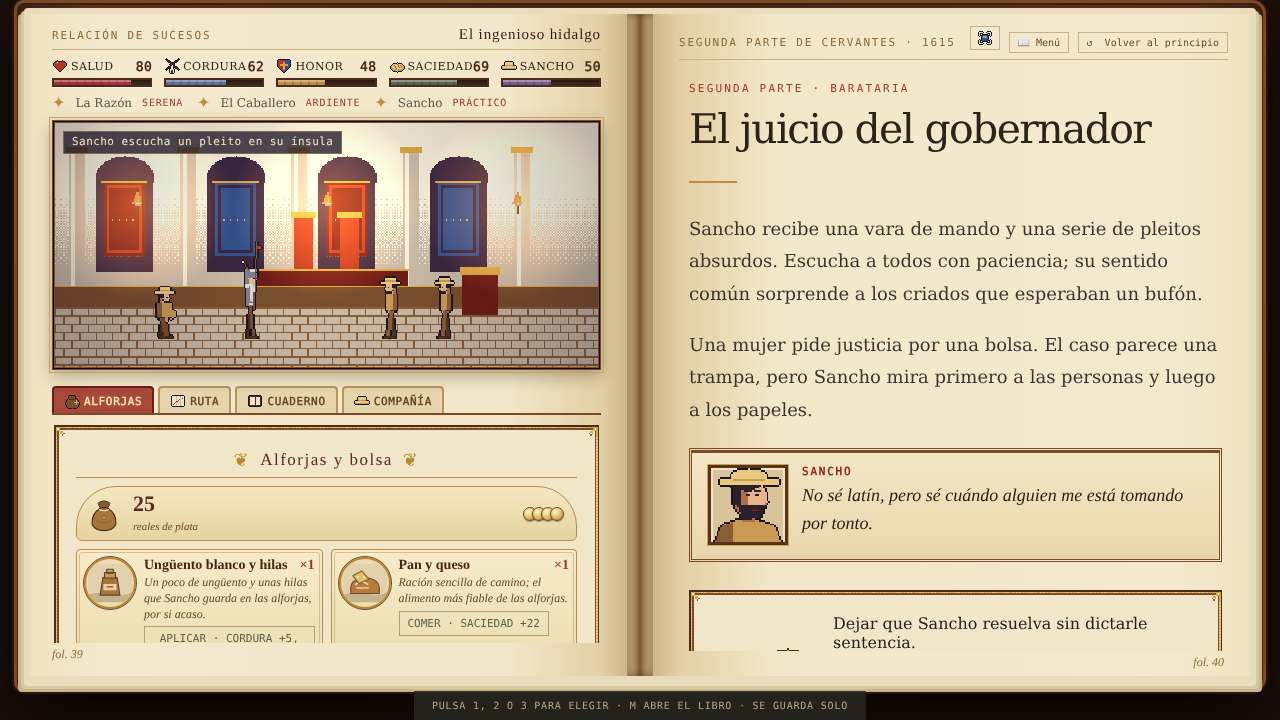 RELACIÓN DE SUCESOS
El ingenioso hidalgo
SALUD 80
CORDURA 62
HONOR 48
SACIEDAD 69
SANCHO 50
La Razón SERENA
El Caballero ARDIENTE
Sancho PRÁCTICO
Sancho escucha un pleito en su ínsula
ALFORJAS
RUTA
CUADERNO
COMPAÑÍA
Alforjas y bolsa
25
reales de plata
Ungüento blanco y hilas ×1
Un poco de ungüento y unas hilas
que Sancho guarda en las alforjas,
por si acaso.
APLICAR · CORDURA +5,
Pan y queso ×1
Ración sencilla de camino; el
alimento más fiable de las alforjas.
COMER · SACIEDAD +22
fol. 39
SEGUNDA PARTE DE CERVANTES · 1615
Menú
↺ Volver al principio
SEGUNDA PARTE · BARATARIA
El juicio del gobernador
Sancho recibe una vara de mando y una serie de pleitos
absurdos. Escucha a todos con paciencia; su sentido
común sorprende a los criados que esperaban un bufón.
Una mujer pide justicia por una bolsa. El caso parece una
trampa, pero Sancho mira primero a las personas y luego
a los papeles.
SANCHO
No sé latín, pero sé cuándo alguien me está tomando
por tonto.
Dejar que Sancho resuelva sin dictarle
sentencia.
fol. 40
PULSA 1, 2 O 3 PARA ELEGIR · M ABRE EL LIBRO · SE GUARDA SOLO